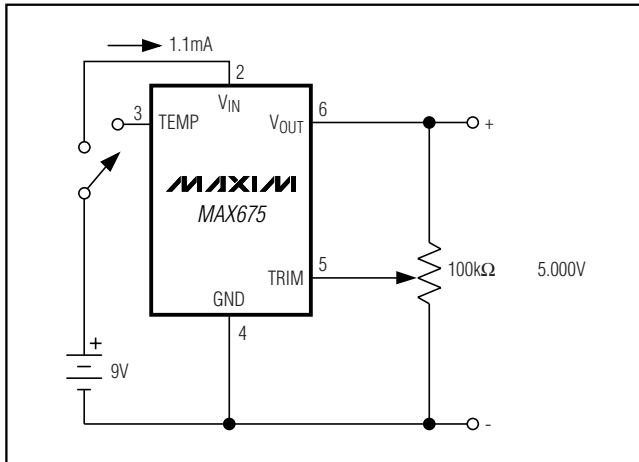 1.1mA
2
VIN
3
TEMP
6
VOUT
+
MAXIM
MAX675
5
TRIM
100kΩ
5.000V
GND
4
+
9V
-